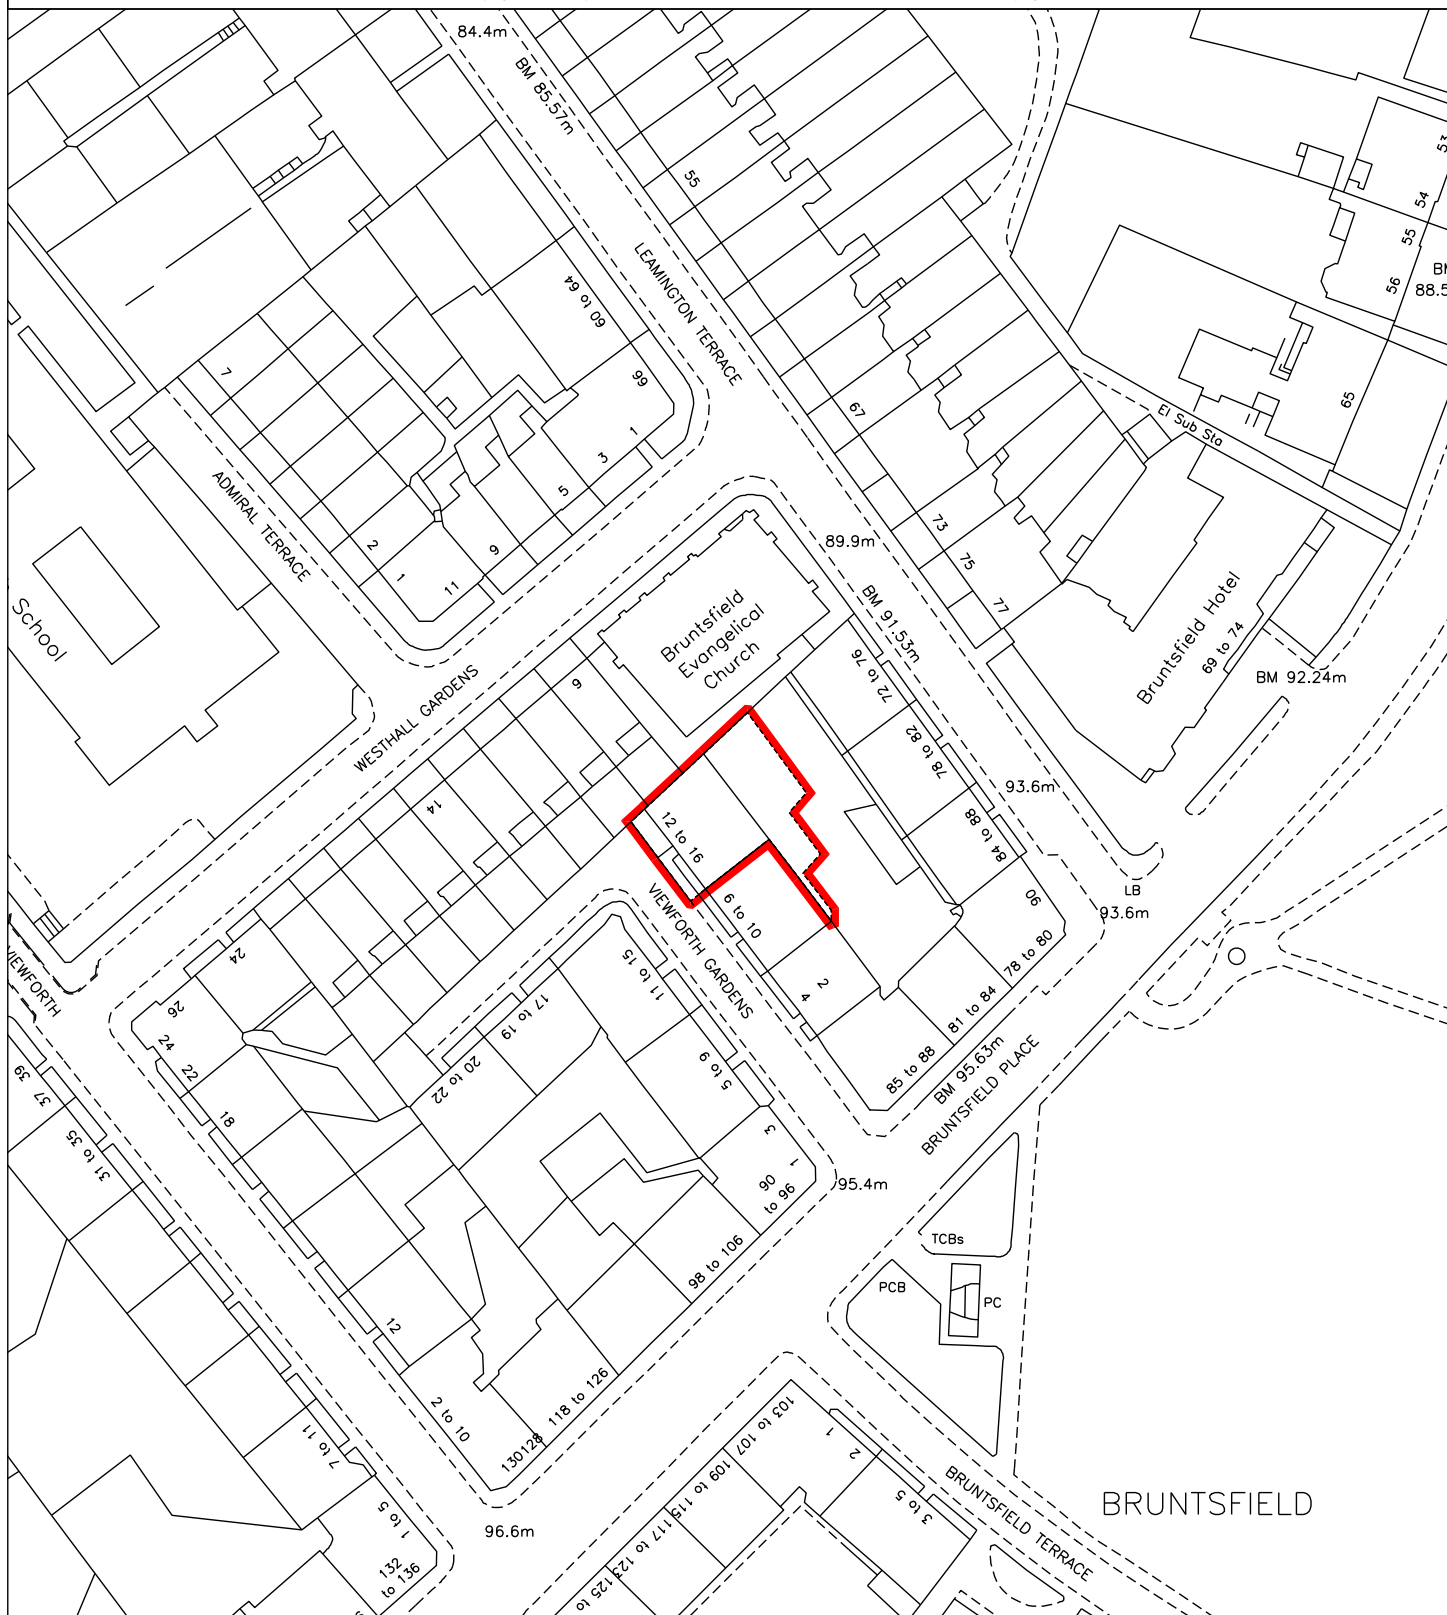 84.4m
BM 85.57m
55
LEAMINGTON TERRACE
60 to 64
66
7
1
3
5
9
11
2
1
ADMIRAL TERRACE
School
WESTHALL GARDENS
53
54
55
56
88.5
65
El Sub Sta
67
73
75
77
89.9m
BM 91.53m
Bruntsfield Hotel
69 to 74
BM 92.24m
Bruntsfield
Evangelical
Church
6
14
24
26
24
22
18
VIEWFORTH
39
37
31 to 35
72 to 76
78 to 82
84 to 88
93.6m
LB
93.6m
90
78 to 80
81 to 84
85 to 88
BM 95.63m
BRUNTSFIELD PLACE
12 to 16
6 to 10
2
4
VIEWFORTH GARDENS
11 to 15
17 to 19
20 to 22
5 to 9
3
1
90
to 96
95.4m
98 to 106
118 to 126
130128
12
2 to 10
7 to 11
1 to 5
132
to 136
96.6m
TCBs
PCB
PC
103 to 107
109 to 115
117 to 123
125 to
1
2
3 to 5
BRUNTSFIELD TERRACE
BRUNTSFIELD